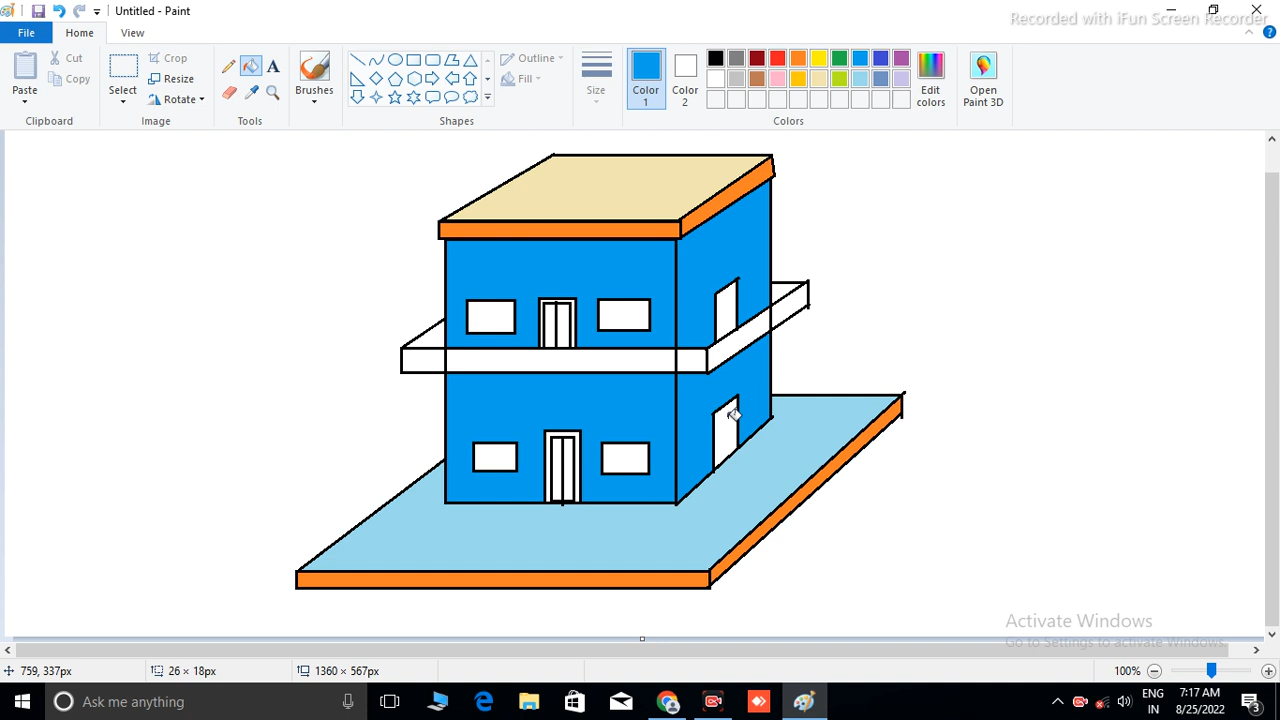 Untitled - Paint
Recorded with iFun Screen Recorder
File Home View
Paste
Cut
Copy
Clipboard
Select
Crop
Resize
Rotate
Image
A
Tools
Brushes
Shapes
Outline
Fill
Size
Color 1
Color 2
Colors
Edit colors
Open Paint 3D
Activate Windows
Go to Settings to activate Windows.
759, 337px
26 × 18px
1360 × 567px
100%
Ask me anything
ENG
IN
7:17 AM
8/25/2022
3